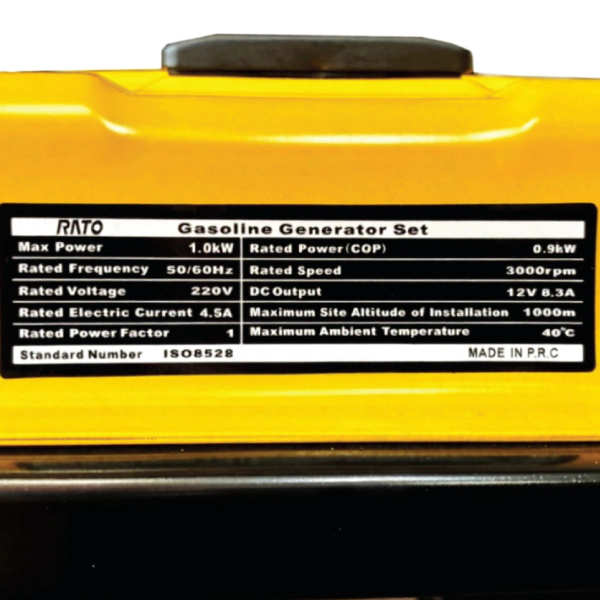 RATO Gasoline Generator Set
Max Power 1.0kW Rated Power(COP) 0.9kW
Rated Frequency 50/60Hz Rated Speed 3000rpm
Rated Voltage 220V DC Output 12V 8.3A
Rated Electric Current 4.5A Maximum Site Altitude of Installation 1000m
Rated Power Factor 1 Maximum Ambient Temperature 40℃
Standard Number ISO8528 MADE IN P.R.C